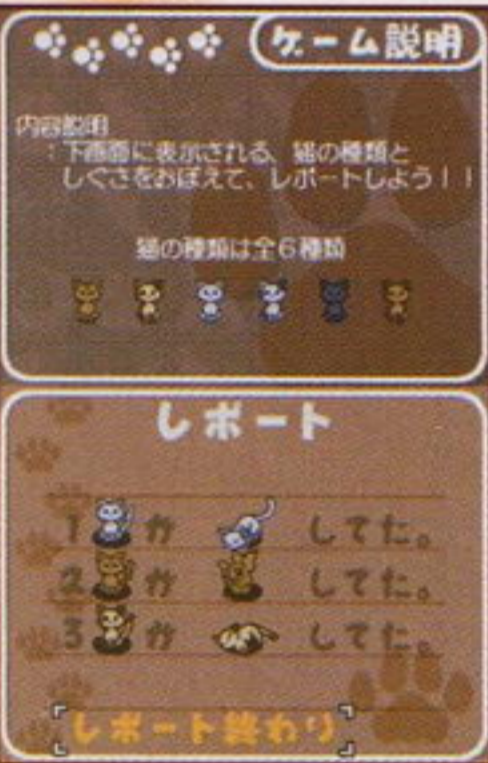 ゲーム説明
内容説明
:下画面に表示される、猫の種類と
しぐさをおぼえて、レポートしよう!!
猫の種類は全6種類
レポート
1 が してた。
2 が してた。
3 が してた。
レポート終わり